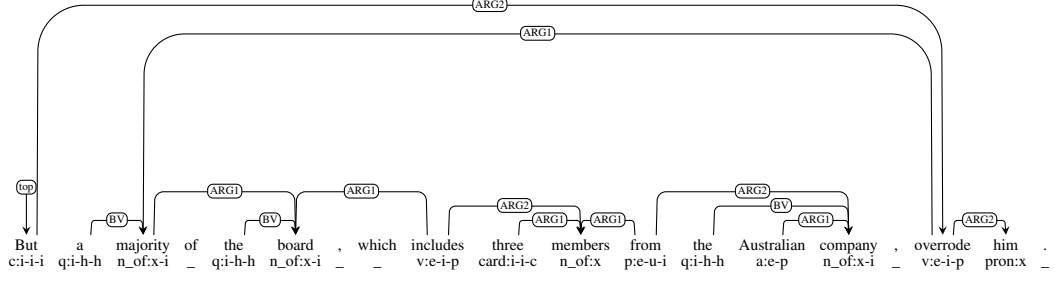 ARG2
ARG1
top ARG1 ARG1 ARG2
ARG2 BV
BV BV ARG1 ARG1 ARG1 ARG2
But a majority of the board , which includes three members from the Australian company , overrode him .
c:i-i-i q:i-h-h n_of:x-i _ q:i-h-h n_of:x-i _ _ v:e-i-p card:i-i-c n_of:x p:e-u-i q:i-h-h a:e-p n_of:x-i _ v:e-i-p pron:x _